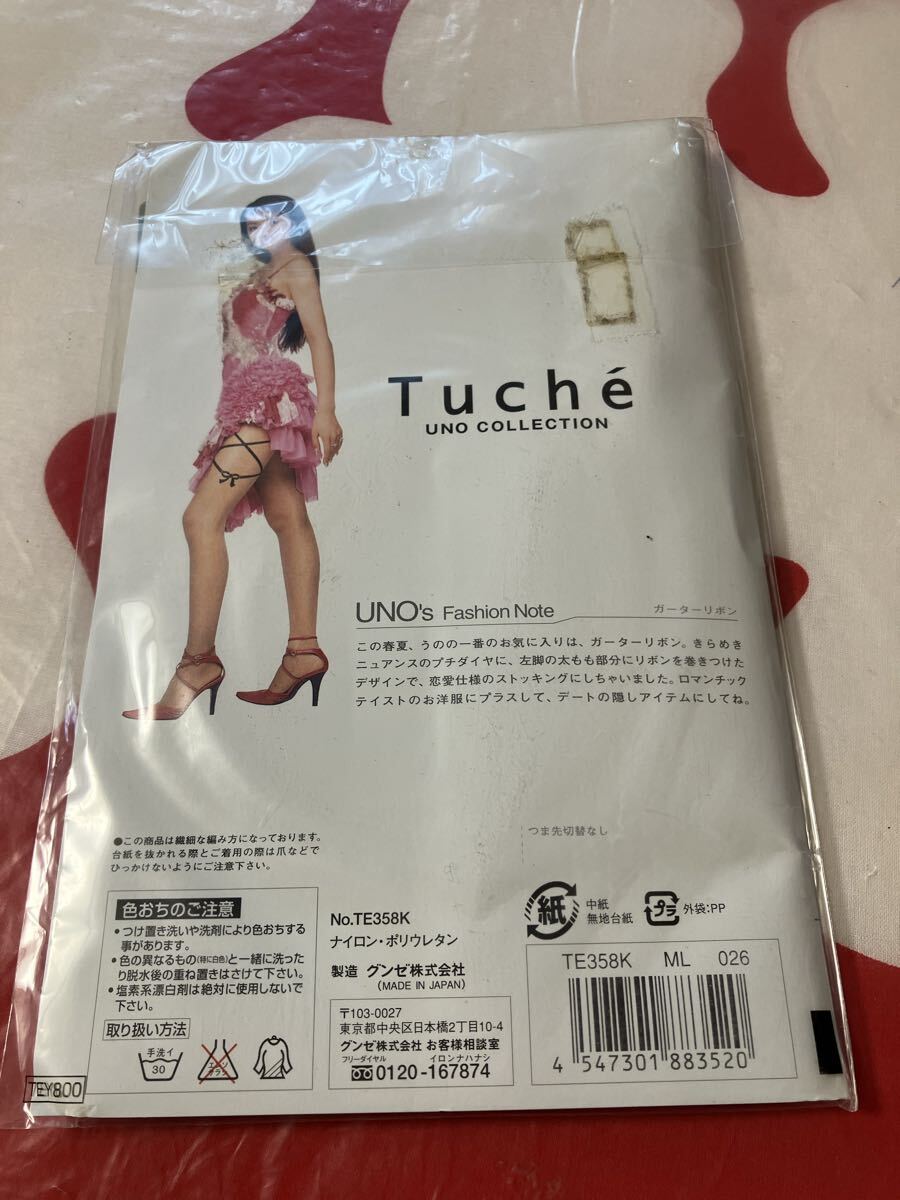 Tuché
UNO COLLECTION
UNO's Fashion Note
ガーターリボン
この春夏、うのの一番のお気に入りは、ガーターリボン。きらめき
ニュアンスのプチダイヤに、左脚の太もも部分にリボンを巻きつけた
デザインで、恋愛仕様のストッキングにしちゃいました。ロマンチック
テイストのお洋服にプラスして、デートの隠しアイテムにしてね。
●この商品は繊細な編み方になっております。
台紙を抜かれる際とご着用の際は爪などで
ひっかけないようにご注意下さい。
色おちのご注意
•つけ置き洗いや洗剤により色おちする
事があります。
•色の異なるもの(特に白色)と一緒に洗った
り脱水後の重ね置きはさけて下さい。
•塩素系漂白剤は絶対に使用しないで
下さい。
取り扱い方法
手洗イ
30
エンソ
サラシ
No.TE358K
ナイロン・ポリウレタン
製造 グンゼ株式会社
(MADE IN JAPAN)
〒103-0027
東京都中央区日本橋2丁目10-4
グンゼ株式会社 お客様相談室
フリーダイヤル イロンナハナシ
0120-167874
つま先切替なし
紙
中紙
無地台紙
プラ
外袋:PP
TE358K ML 026
4 547301 883520